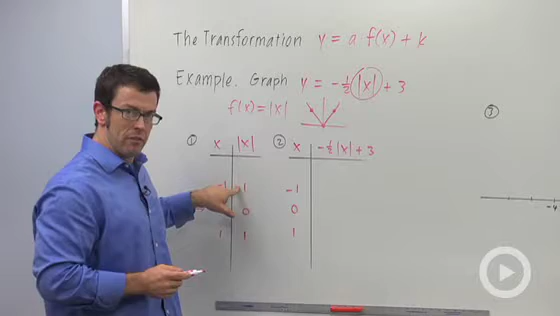 The Transformation y = a·f(x) + k
Example. Graph y = -½|x| + 3
f(x) = |x|
① x |x| ② x -½|x| + 3 ③
-1 1 -1
0 0
1 1 1